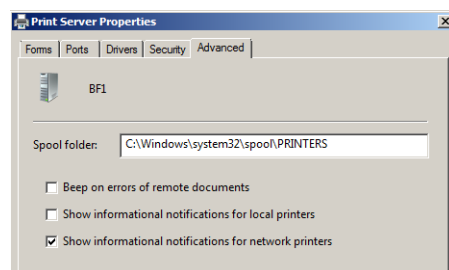 Print Server Properties
Forms Ports Drivers Security Advanced
BF1
Spool folder: C:\Windows\system32\spool\PRINTERS
Beep on errors of remote documents
Show informational notifications for local printers
Show informational notifications for network printers